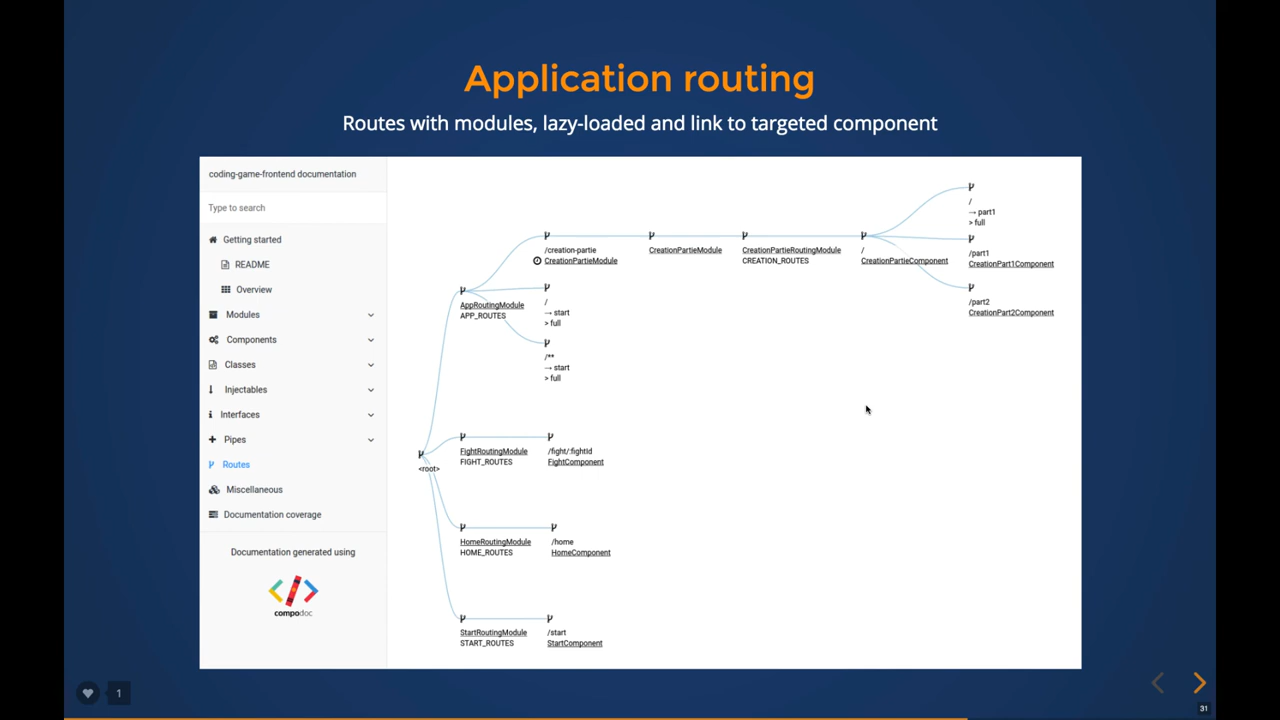 Application routing
Routes with modules, lazy-loaded and link to targeted component
coding-game-frontend documentation
Type to search
Getting started
README
Overview
Modules
Components
Classes
Injectables
Interfaces
Pipes
Routes
Miscellaneous
Documentation coverage
Documentation generated using
compodoc
<root>
AppRoutingModule
APP_ROUTES
/creation-partie
CreationPartieModule
CreationPartieModule
CreationPartieRoutingModule
CREATION_ROUTES
/
CreationPartieComponent
/
→ part1
> full
/part1
CreationPart1Component
/part2
CreationPart2Component
/
→ start
> full
/**
→ start
> full
FightRoutingModule
FIGHT_ROUTES
/fight/:fightId
FightComponent
HomeRoutingModule
HOME_ROUTES
/home
HomeComponent
StartRoutingModule
START_ROUTES
/start
StartComponent
1
31